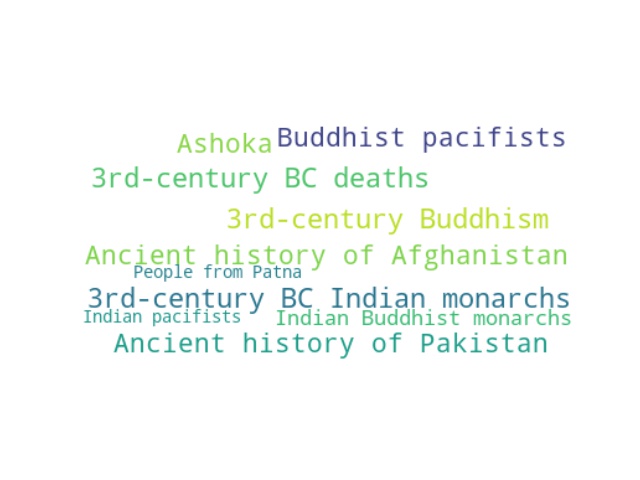 Ashoka
Buddhist pacifists
3rd-century BC deaths
3rd-century Buddhism
Ancient history of Afghanistan
People from Patna
3rd-century BC Indian monarchs
Indian pacifists
Indian Buddhist monarchs
Ancient history of Pakistan